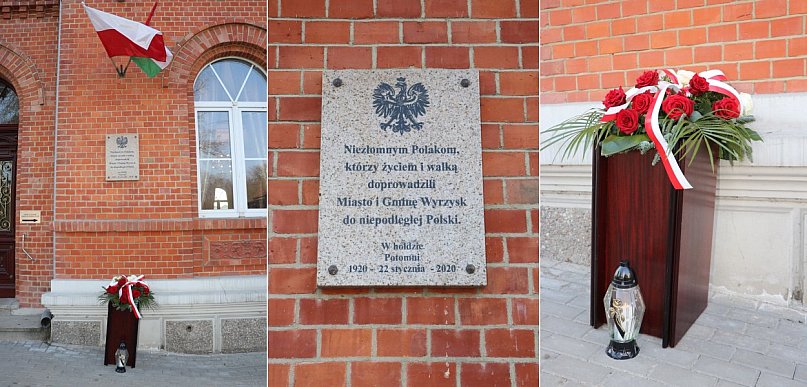 Niezłomnym Polakom,
którzy życiem i walką
doprowadzili
Miasto i Gminę Wyrzysk
do niepodległej Polski.
W hołdzie
Potomni
1920 - 22 stycznia - 2020